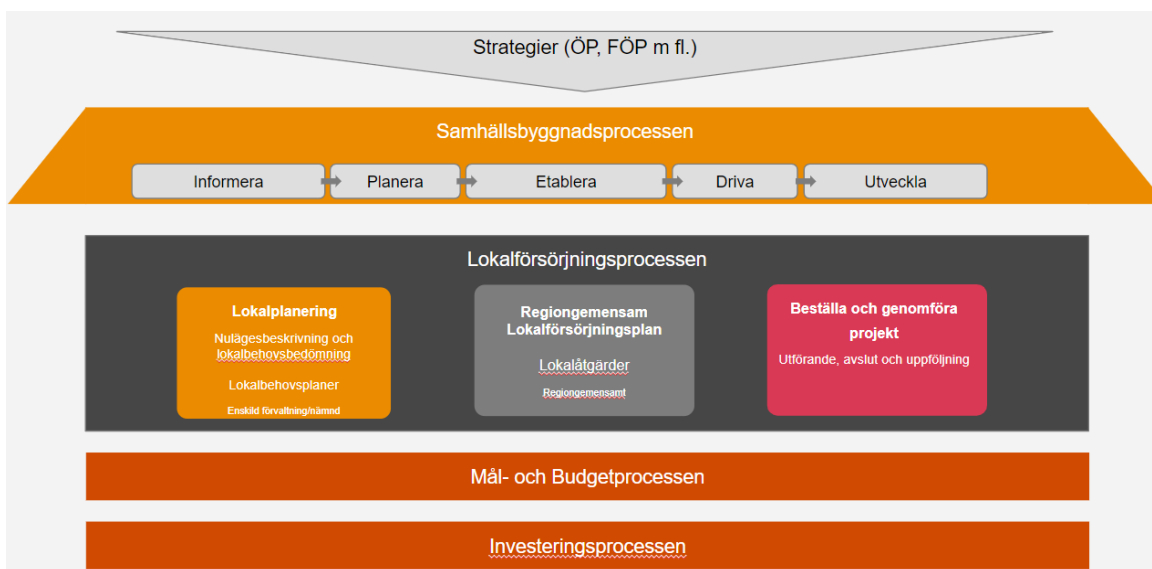 Strategier (ÖP, FÖP m fl.)
Samhällsbyggnadsprocessen
Informera
Planera
Etablera
Driva
Utveckla
Lokalförsörjningsprocessen
Lokalplanering
Nulägesbeskrivning och
lokalbehovsbedömning
Lokalbehovsplaner
Enskild förvaltning/nämnd
Regiongemensam
Lokalförsörjningsplan
Lokalåtgärder
Regiongemensamt
Beställa och genomföra
projekt
Utförande, avslut och uppföljning
Mål- och Budgetprocessen
Investeringsprocessen